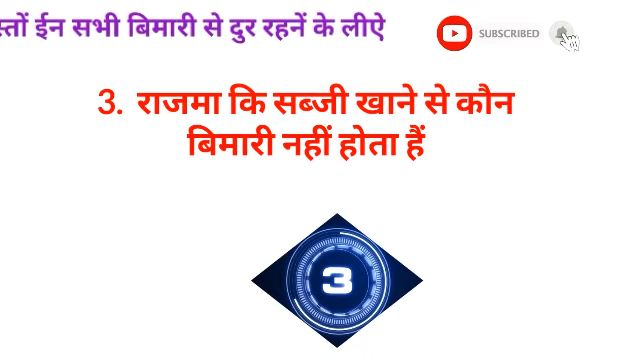 स्तों ईन सभी बिमारी से दुर रहनें के लीऐ
SUBSCRIBED
3. राजमा कि सब्जी खाने से कौन
बिमारी नहीं होता हैं
3